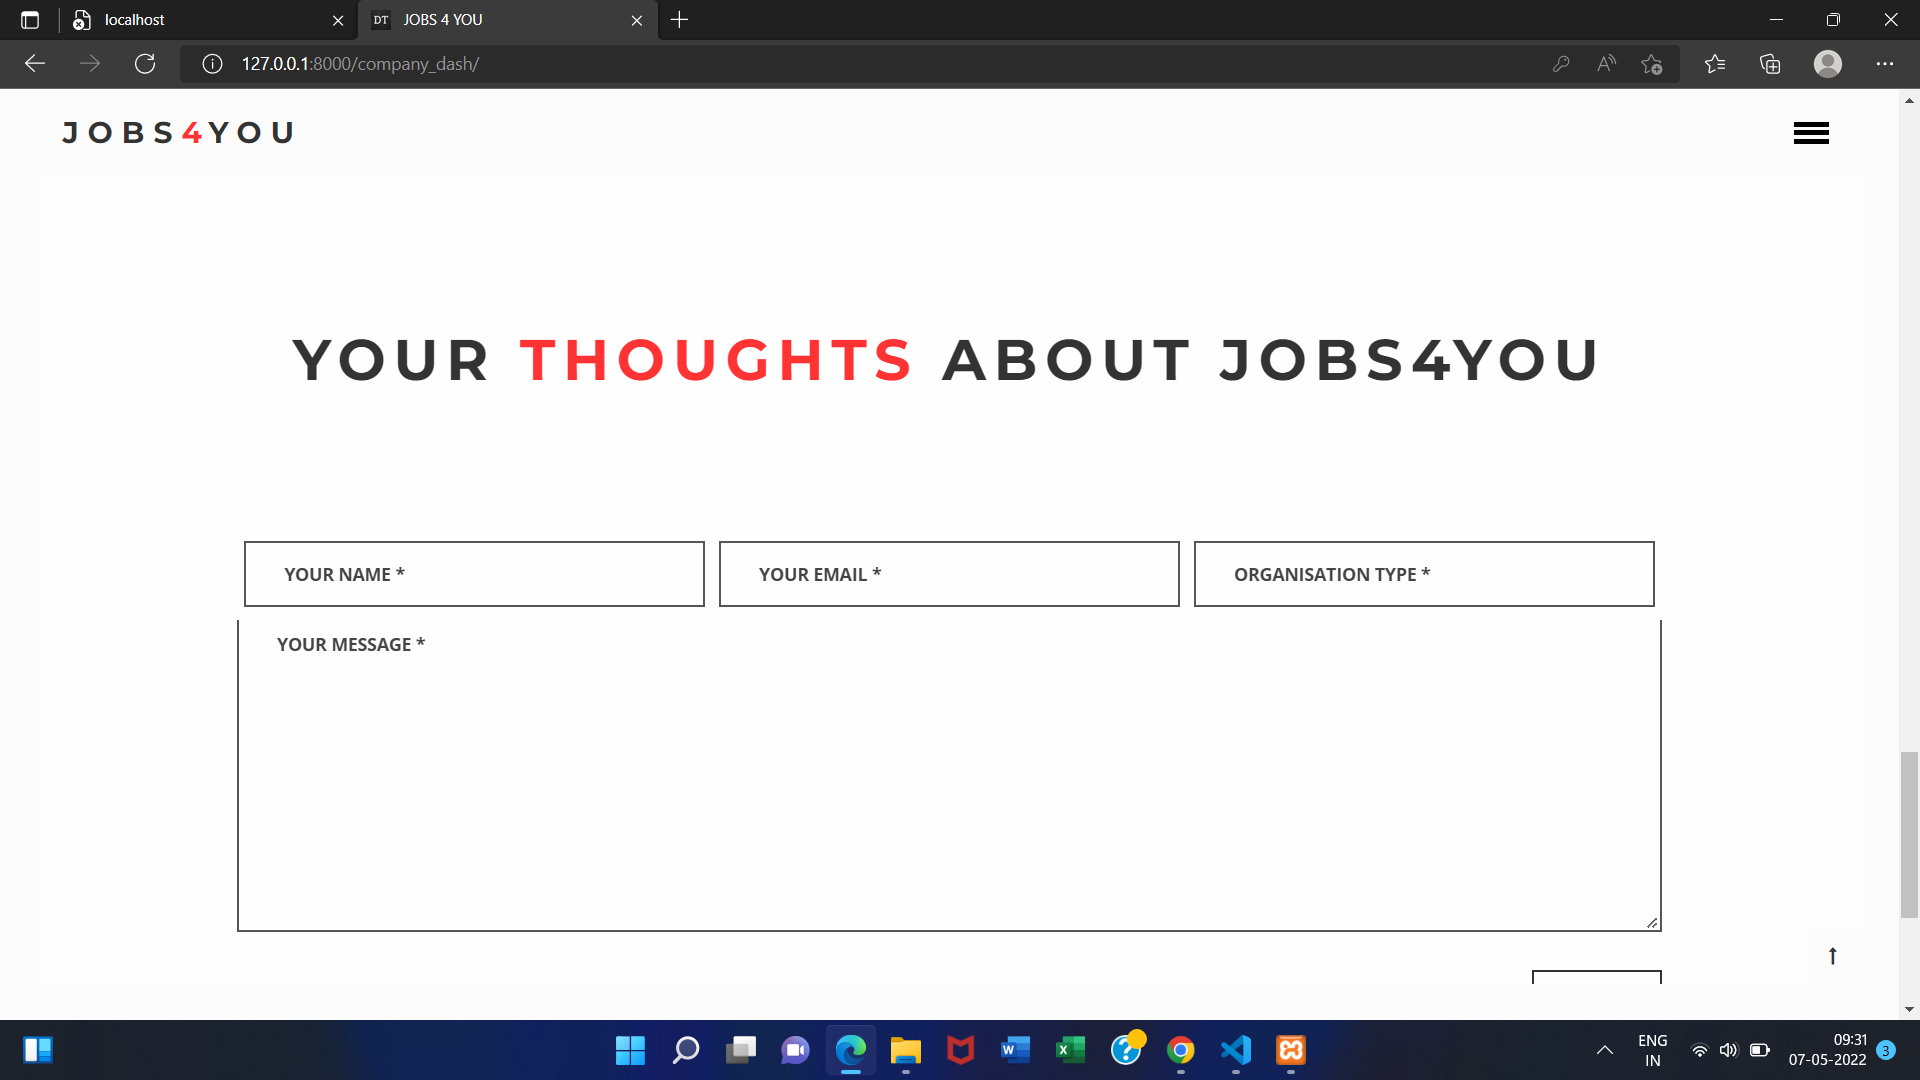 localhost
DT JOBS 4 YOU
127.0.0.1:8000/company_dash/
JOBS4YOU
YOUR THOUGHTS ABOUT JOBS4YOU
YOUR NAME *
YOUR EMAIL *
ORGANISATION TYPE *
YOUR MESSAGE *
ENG
IN
09:31
07-05-2022
3